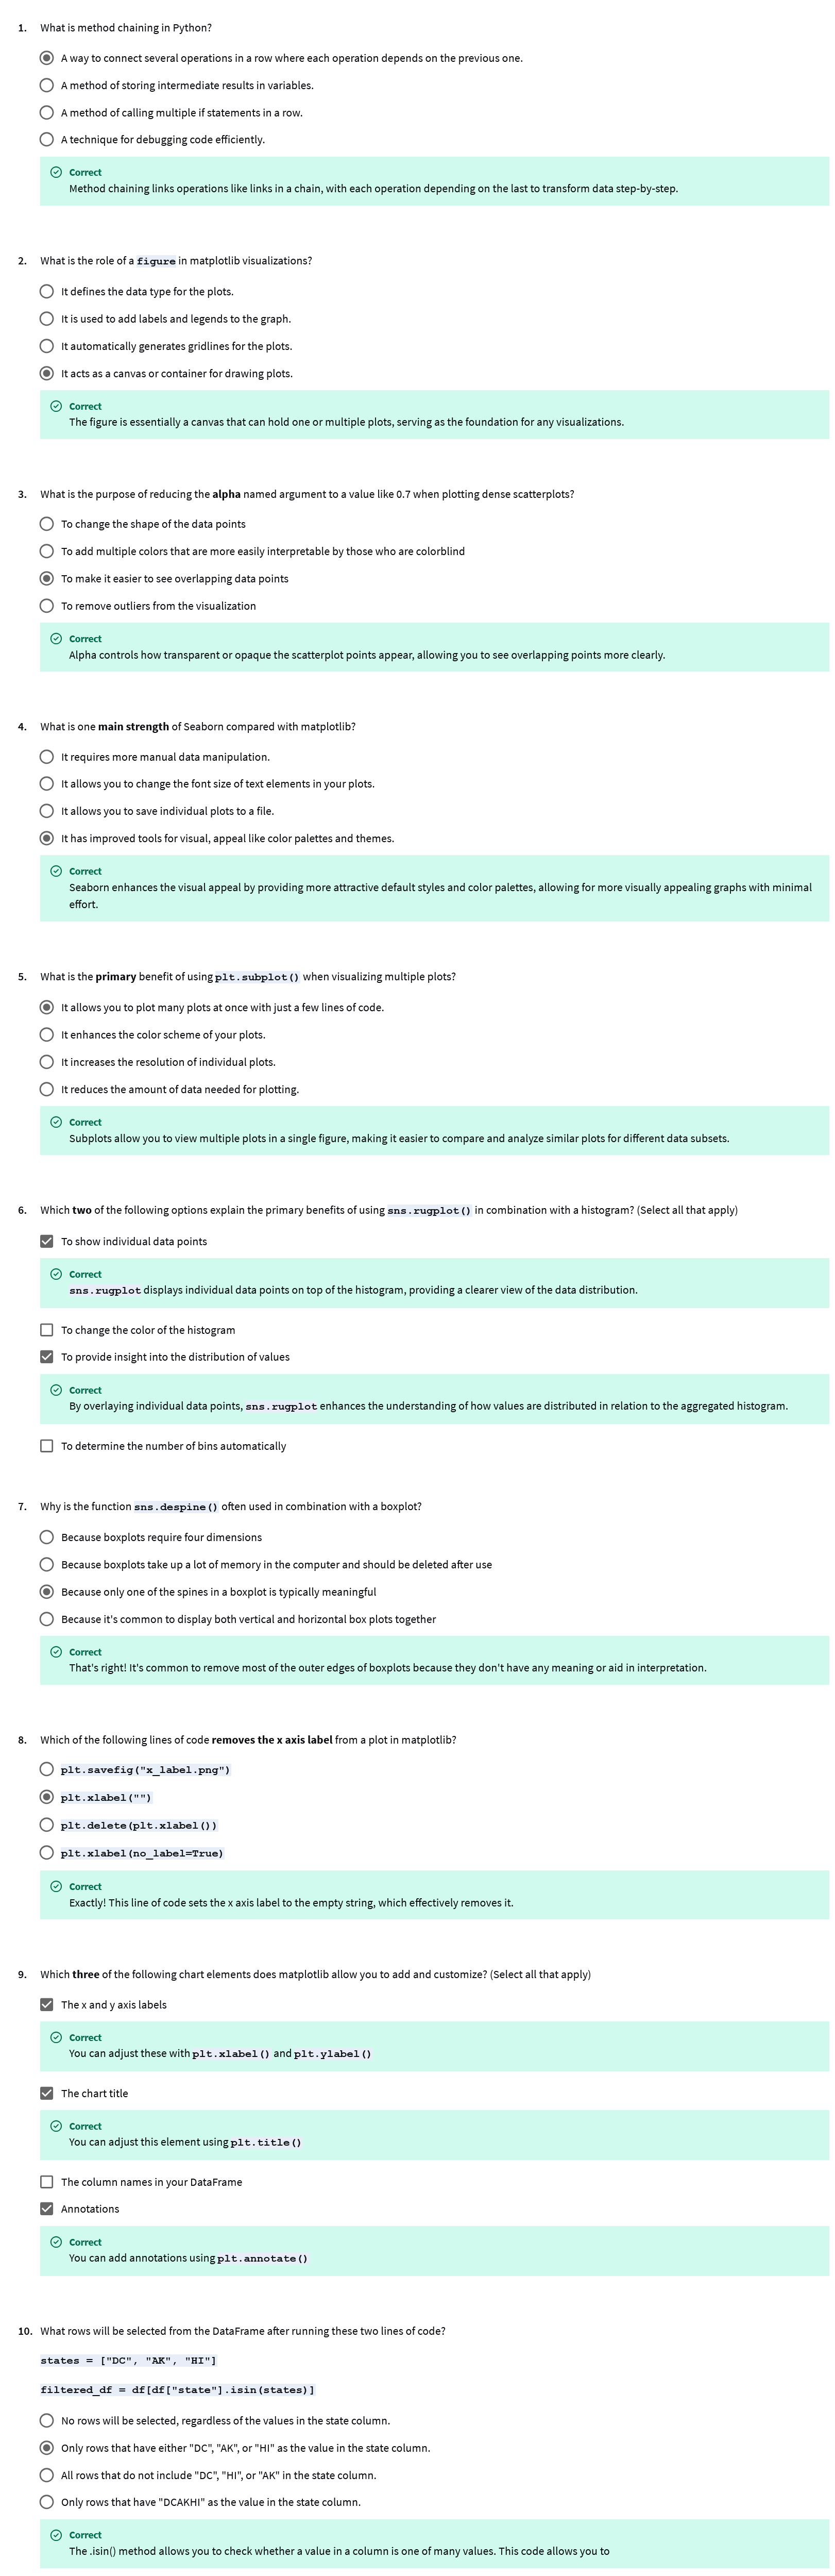 1. What is method chaining in Python?
A way to connect several operations in a row where each operation depends on the previous one.
A method of storing intermediate results in variables.
A method of calling multiple if statements in a row.
A technique for debugging code efficiently.
Correct
Method chaining links operations like links in a chain, with each operation depending on the last to transform data step-by-step.
2. What is the role of a figure in matplotlib visualizations?
It defines the data type for the plots.
It is used to add labels and legends to the graph.
It automatically generates gridlines for the plots.
It acts as a canvas or container for drawing plots.
Correct
The figure is essentially a canvas that can hold one or multiple plots, serving as the foundation for any visualizations.
3. What is the purpose of reducing the alpha named argument to a value like 0.7 when plotting dense scatterplots?
To change the shape of the data points
To add multiple colors that are more easily interpretable by those who are colorblind
To make it easier to see overlapping data points
To remove outliers from the visualization
Correct
Alpha controls how transparent or opaque the scatterplot points appear, allowing you to see overlapping points more clearly.
4. What is one main strength of Seaborn compared with matplotlib?
It requires more manual data manipulation.
It allows you to change the font size of text elements in your plots.
It allows you to save individual plots to a file.
It has improved tools for visual, appeal like color palettes and themes.
Correct
Seaborn enhances the visual appeal by providing more attractive default styles and color palettes, allowing for more visually appealing graphs with minimal
effort.
5. What is the primary benefit of using plt.subplot() when visualizing multiple plots?
It allows you to plot many plots at once with just a few lines of code.
It enhances the color scheme of your plots.
It increases the resolution of individual plots.
It reduces the amount of data needed for plotting.
Correct
Subplots allow you to view multiple plots in a single figure, making it easier to compare and analyze similar plots for different data subsets.
6. Which two of the following options explain the primary benefits of using sns.rugplot() in combination with a histogram? (Select all that apply)
To show individual data points
Correct
sns.rugplot displays individual data points on top of the histogram, providing a clearer view of the data distribution.
To change the color of the histogram
To provide insight into the distribution of values
Correct
By overlaying individual data points, sns.rugplot enhances the understanding of how values are distributed in relation to the aggregated histogram.
To determine the number of bins automatically
7. Why is the function sns.despine() often used in combination with a boxplot?
Because boxplots require four dimensions
Because boxplots take up a lot of memory in the computer and should be deleted after use
Because only one of the spines in a boxplot is typically meaningful
Because it's common to display both vertical and horizontal box plots together
Correct
That's right! It's common to remove most of the outer edges of boxplots because they don't have any meaning or aid in interpretation.
8. Which of the following lines of code removes the x axis label from a plot in matplotlib?
plt.savefig("x_label.png")
plt.xlabel("")
plt.delete(plt.xlabel())
plt.xlabel(no_label=True)
Correct
Exactly! This line of code sets the x axis label to the empty string, which effectively removes it.
9. Which three of the following chart elements does matplotlib allow you to add and customize? (Select all that apply)
The x and y axis labels
Correct
You can adjust these with plt.xlabel() and plt.ylabel()
The chart title
Correct
You can adjust this element using plt.title()
The column names in your DataFrame
Annotations
Correct
You can add annotations using plt.annotate()
10. What rows will be selected from the DataFrame after running these two lines of code?
states = ["DC", "AK", "HI"]
filtered_df = df[df["state"].isin(states)]
No rows will be selected, regardless of the values in the state column.
Only rows that have either "DC", "AK", or "HI" as the value in the state column.
All rows that do not include "DC", "HI", or "AK" in the state column.
Only rows that have "DCAKHI" as the value in the state column.
Correct
The .isin() method allows you to check whether a value in a column is one of many values. This code allows you to